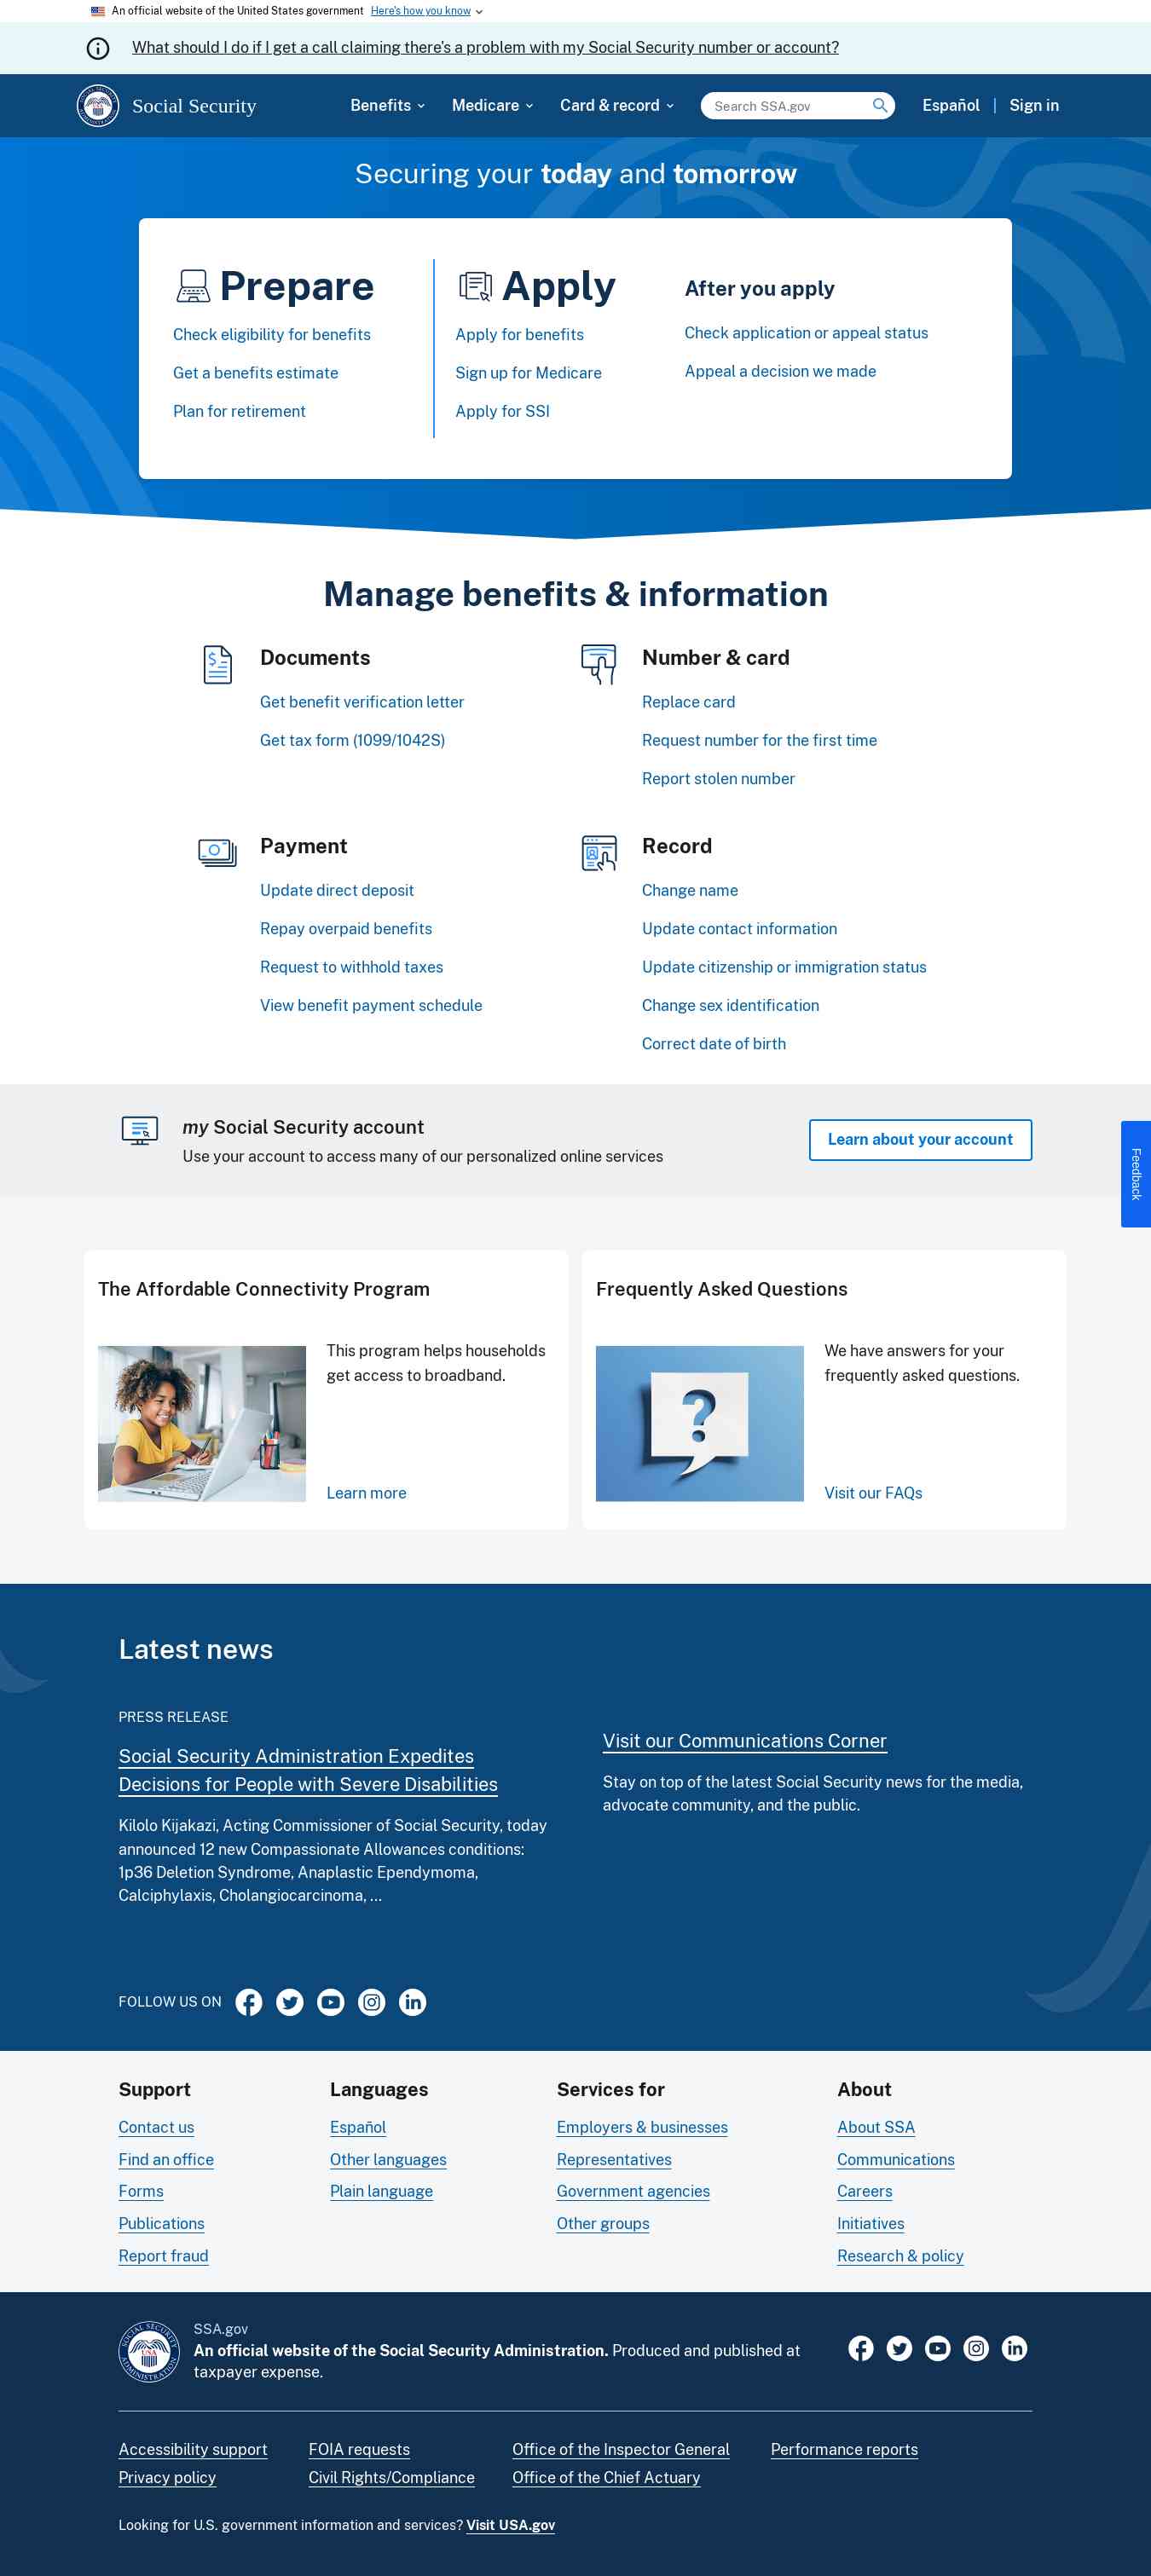 An official website of the United States government Here's how you know
What should I do if I get a call claiming there's a problem with my Social Security number or account?
Social Security
Benefits
Medicare
Card & record
Search SSA.gov
Español
Sign in
Securing your today and tomorrow
Prepare
Check eligibility for benefits
Get a benefits estimate
Plan for retirement
Apply
Apply for benefits
Sign up for Medicare
Apply for SSI
After you apply
Check application or appeal status
Appeal a decision we made
Manage benefits & information
Documents
Get benefit verification letter
Get tax form (1099/1042S)
Number & card
Replace card
Request number for the first time
Report stolen number
Payment
Update direct deposit
Repay overpaid benefits
Request to withhold taxes
View benefit payment schedule
Record
Change name
Update contact information
Update citizenship or immigration status
Change sex identification
Correct date of birth
my Social Security account
Use your account to access many of our personalized online services
Learn about your account
Feedback
The Affordable Connectivity Program
This program helps households
get access to broadband.
Learn more
Frequently Asked Questions
?
We have answers for your
frequently asked questions.
Visit our FAQs
Latest news
PRESS RELEASE
Social Security Administration Expedites
Decisions for People with Severe Disabilities
Kilolo Kijakazi, Acting Commissioner of Social Security, today
announced 12 new Compassionate Allowances conditions:
1p36 Deletion Syndrome, Anaplastic Ependymoma,
Calciphylaxis, Cholangiocarcinoma, ...
Visit our Communications Corner
Stay on top of the latest Social Security news for the media,
advocate community, and the public.
FOLLOW US ON
Support
Contact us
Find an office
Forms
Publications
Report fraud
Languages
Español
Other languages
Plain language
Services for
Employers & businesses
Representatives
Government agencies
Other groups
About
About SSA
Communications
Careers
Initiatives
Research & policy
SOCIAL SECURITY ADMINISTRATION
USA
SSA.gov
An official website of the Social Security Administration. Produced and published at
taxpayer expense.
Accessibility support
FOIA requests
Office of the Inspector General
Performance reports
Privacy policy
Civil Rights/Compliance
Office of the Chief Actuary
Looking for U.S. government information and services? Visit USA.gov